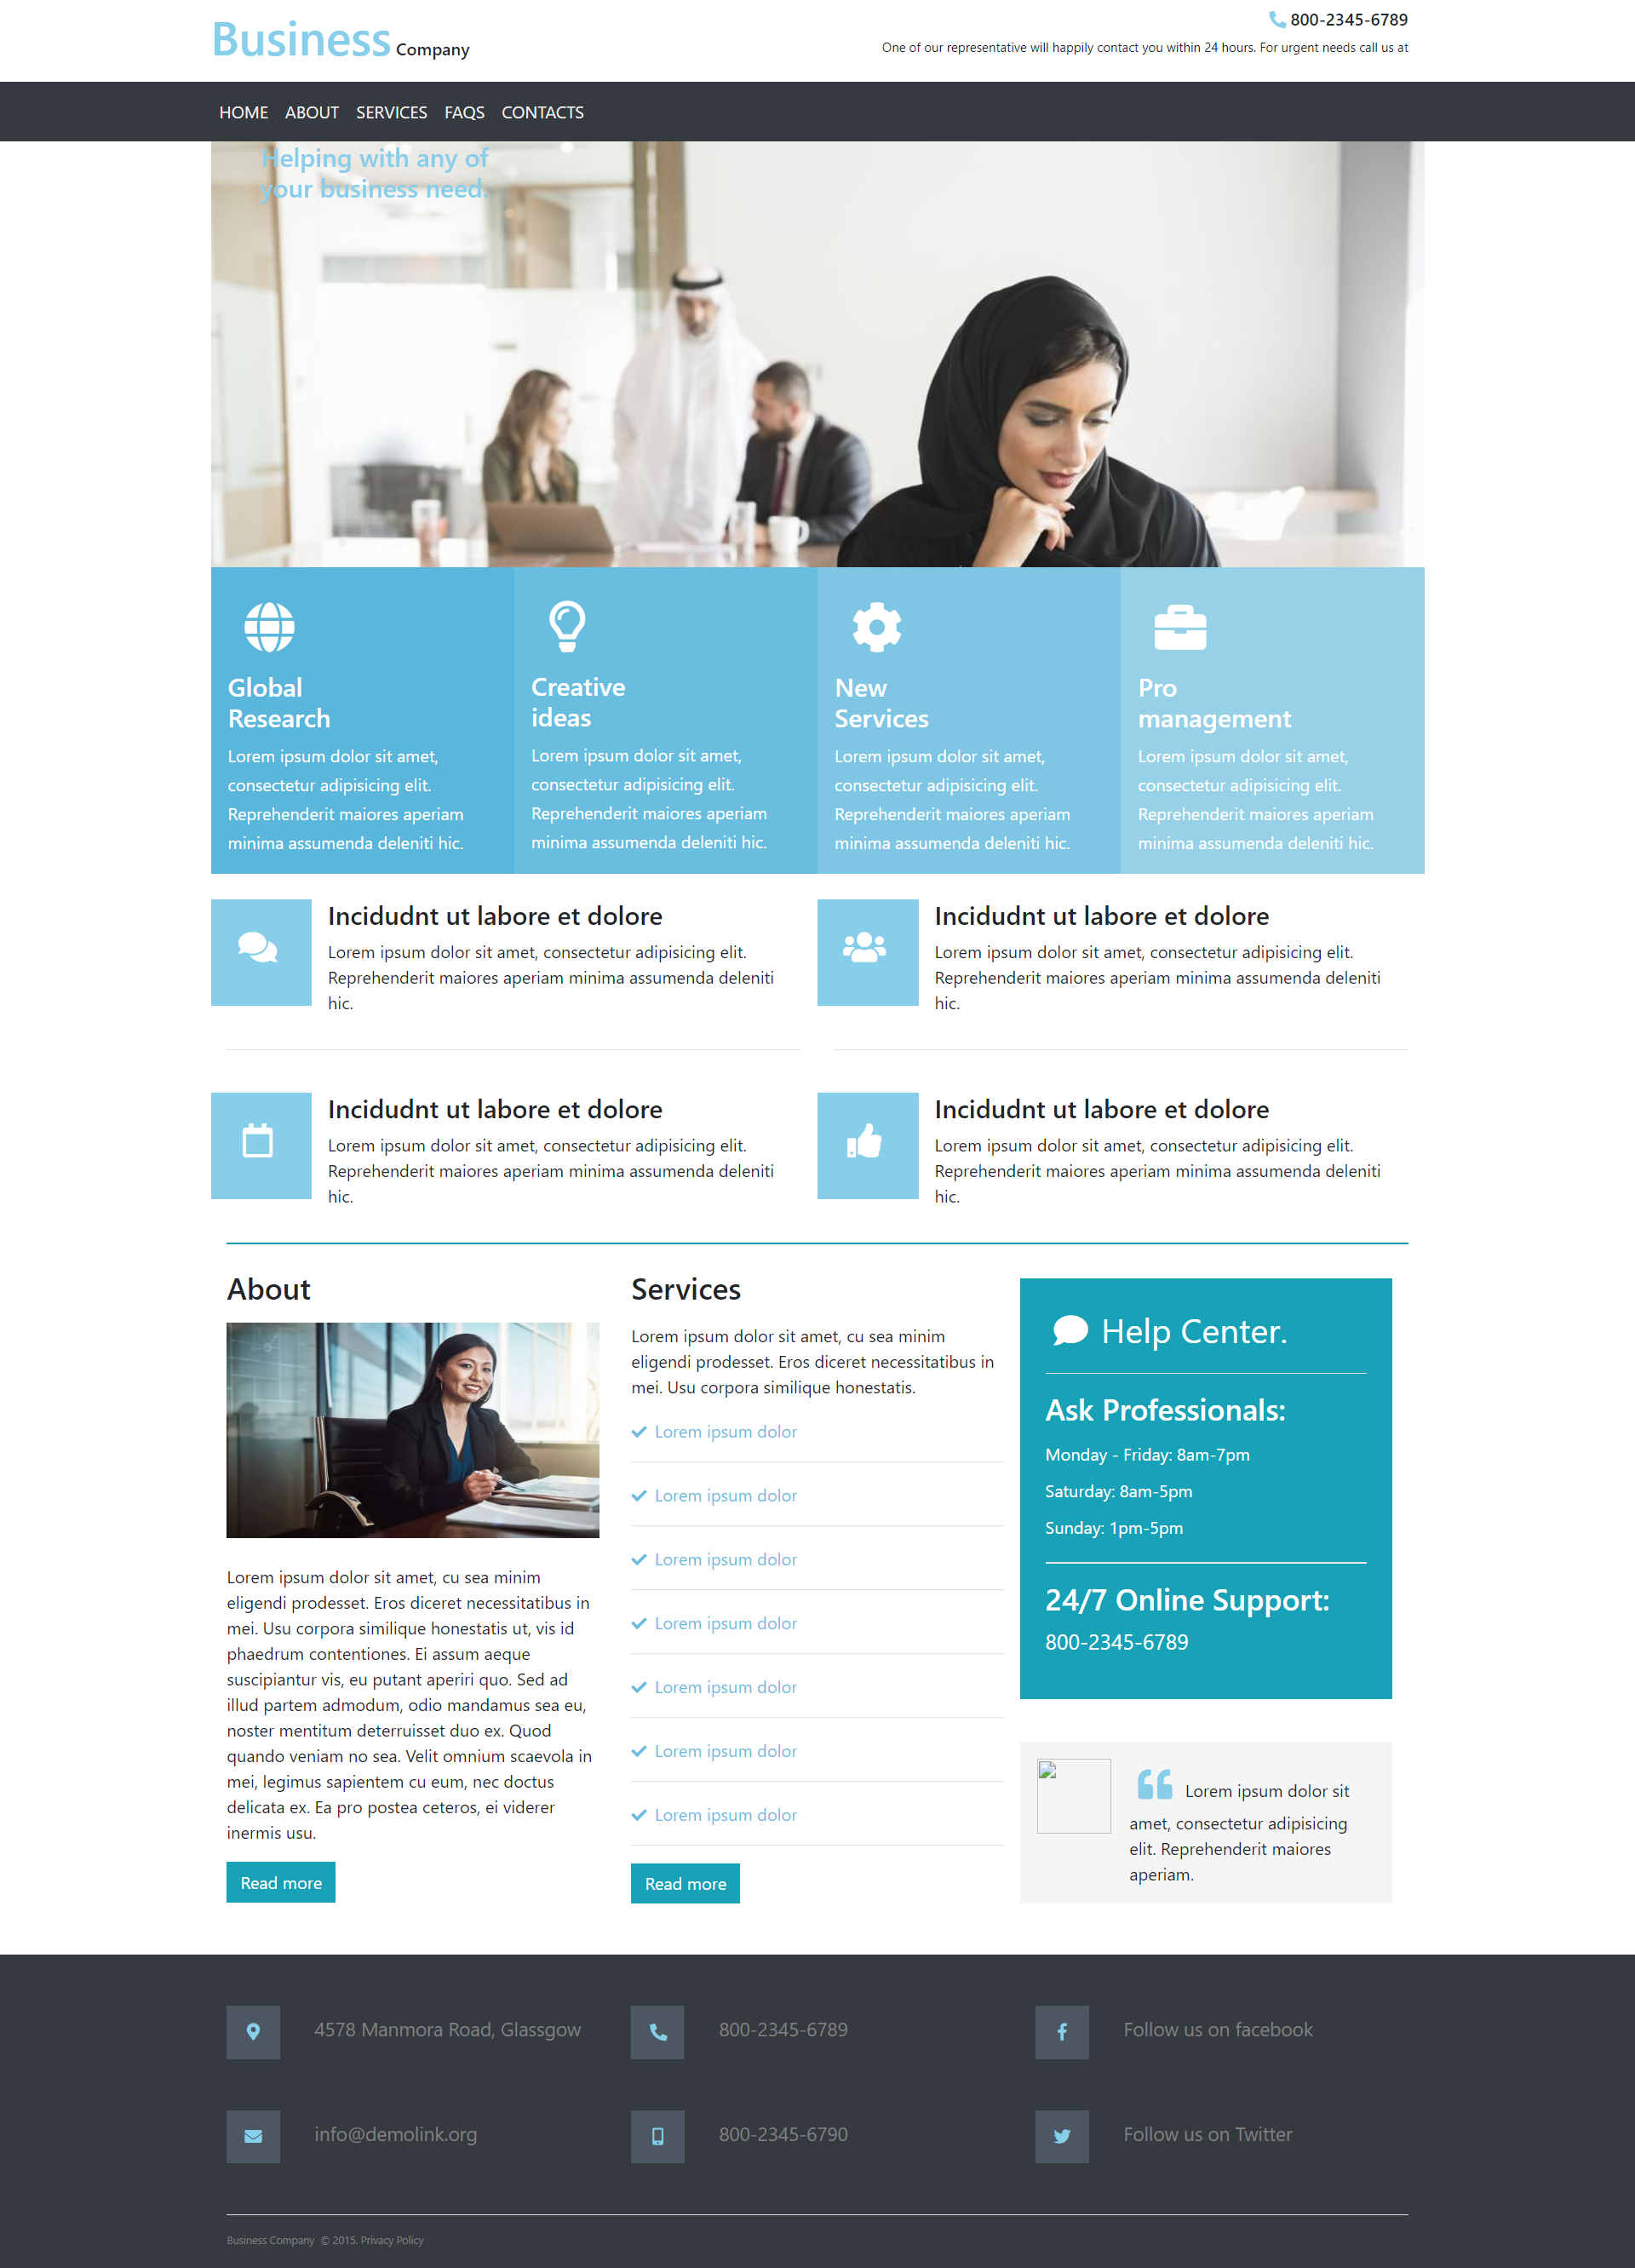 Business Company
800-2345-6789
One of our representative will happily contact you within 24 hours. For urgent needs call us at
HOME ABOUT SERVICES FAQS CONTACTS
Helping with any of
your business need.
Global
Research
Lorem ipsum dolor sit amet,
consectetur adipisicing elit.
Reprehenderit maiores aperiam
minima assumenda deleniti hic.
Creative
ideas
Lorem ipsum dolor sit amet,
consectetur adipisicing elit.
Reprehenderit maiores aperiam
minima assumenda deleniti hic.
New
Services
Lorem ipsum dolor sit amet,
consectetur adipisicing elit.
Reprehenderit maiores aperiam
minima assumenda deleniti hic.
Pro
management
Lorem ipsum dolor sit amet,
consectetur adipisicing elit.
Reprehenderit maiores aperiam
minima assumenda deleniti hic.
Incidudnt ut labore et dolore
Lorem ipsum dolor sit amet, consectetur adipisicing elit.
Reprehenderit maiores aperiam minima assumenda deleniti
hic.
Incidudnt ut labore et dolore
Lorem ipsum dolor sit amet, consectetur adipisicing elit.
Reprehenderit maiores aperiam minima assumenda deleniti
hic.
Incidudnt ut labore et dolore
Lorem ipsum dolor sit amet, consectetur adipisicing elit.
Reprehenderit maiores aperiam minima assumenda deleniti
hic.
Incidudnt ut labore et dolore
Lorem ipsum dolor sit amet, consectetur adipisicing elit.
Reprehenderit maiores aperiam minima assumenda deleniti
hic.
About
Lorem ipsum dolor sit amet, cu sea minim
eligendi prodesset. Eros diceret necessitatibus in
mei. Usu corpora similique honestatis ut, vis id
phaedrum contentiones. Ei assum aeque
suscipiantur vis, eu putant aperiri quo. Sed ad
illud partem admodum, odio mandamus sea eu,
noster mentitum deterruisset duo ex. Quod
quando veniam no sea. Velit omnium scaevola in
mei, legimus sapientem cu eum, nec doctus
delicata ex. Ea pro postea ceteros, ei viderer
inermis usu.
Read more
Services
Lorem ipsum dolor sit amet, cu sea minim
eligendi prodesset. Eros diceret necessitatibus in
mei. Usu corpora similique honestatis.
Lorem ipsum dolor
Lorem ipsum dolor
Lorem ipsum dolor
Lorem ipsum dolor
Lorem ipsum dolor
Lorem ipsum dolor
Lorem ipsum dolor
Read more
Help Center.
Ask Professionals:
Monday - Friday: 8am-7pm
Saturday: 8am-5pm
Sunday: 1pm-5pm
24/7 Online Support:
800-2345-6789
Lorem ipsum dolor sit
amet, consectetur adipisicing
elit. Reprehenderit maiores
aperiam.
4578 Manmora Road, Glassgow
800-2345-6789
Follow us on facebook
info@demolink.org
800-2345-6790
Follow us on Twitter
Business Company © 2015. Privacy Policy